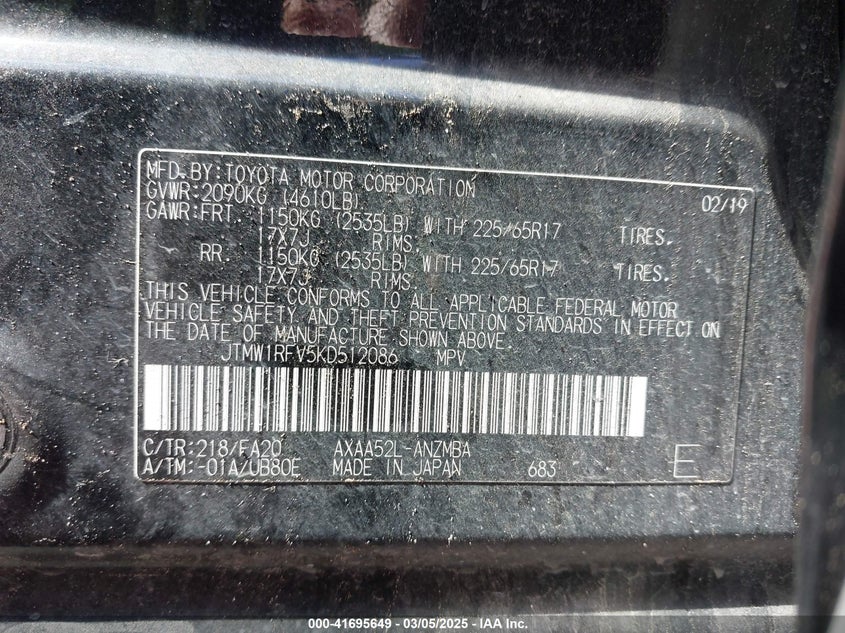 MFD.BY:TOYOTA MOTOR CORPORATION 02/19
GVWR:2090KG (4610LB)
GAWR:FRT. 1150KG (2535LB) WITH 225/65R17 TIRES.
17X7J RIMS.
RR. 1150KG (2535LB) WITH 225/65R17 TIRES.
17X7J RIMS.
THIS VEHICLE CONFORMS TO ALL APPLICABLE FEDERAL MOTOR
VEHICLE SAFETY AND THEFT PREVENTION STANDARDS IN EFFECT ON
THE DATE OF MANUFACTURE SHOWN ABOVE.
JTMW1RFV5KD512086 MPV
C/TR:218/FA20 AXAA52L-ANZMBA
A/TM:-01A/UB80E MADE IN JAPAN 683 E
000-41695649 - 03/05/2025 - IAA Inc.